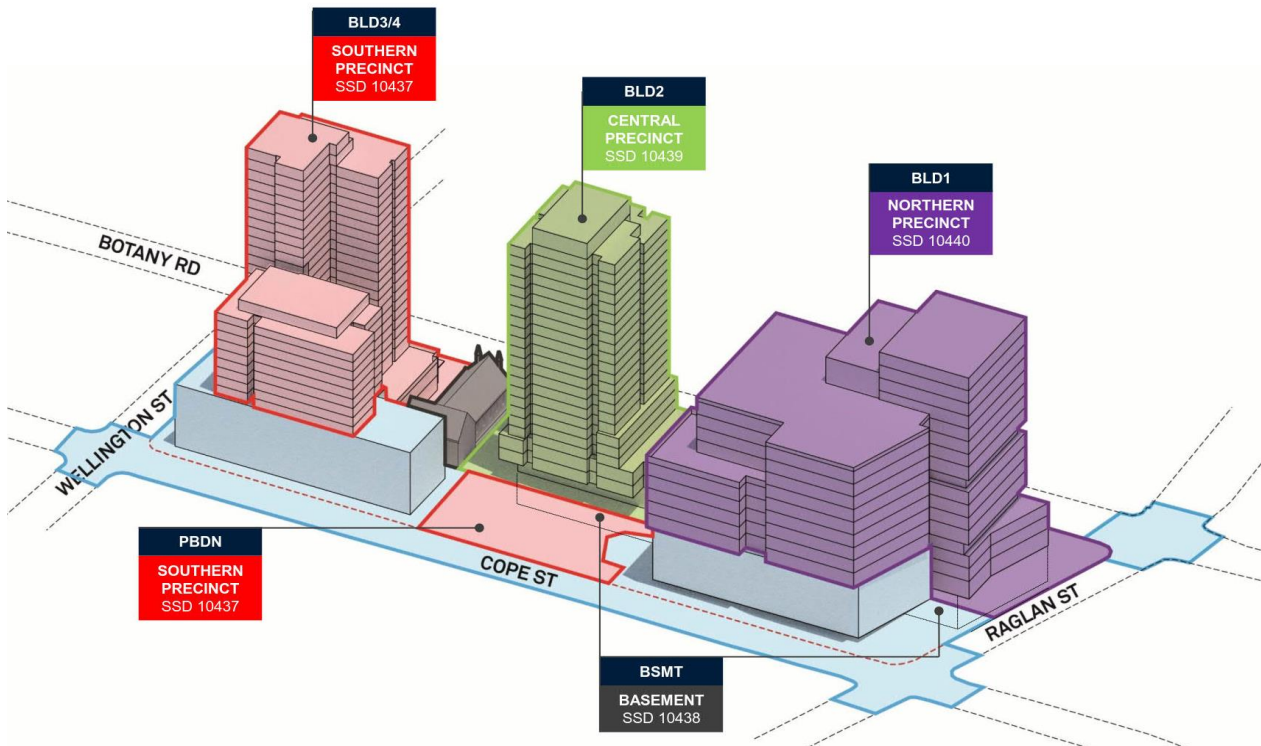 BLD3/4
SOUTHERN
PRECINCT
SSD 10437
BLD2
CENTRAL
PRECINCT
SSD 10439
BLD1
NORTHERN
PRECINCT
SSD 10440
BOTANY RD
WELLINGTON ST
PBDN
SOUTHERN
PRECINCT
SSD 10437
COPE ST
RAGLAN ST
BSMT
BASEMENT
SSD 10438